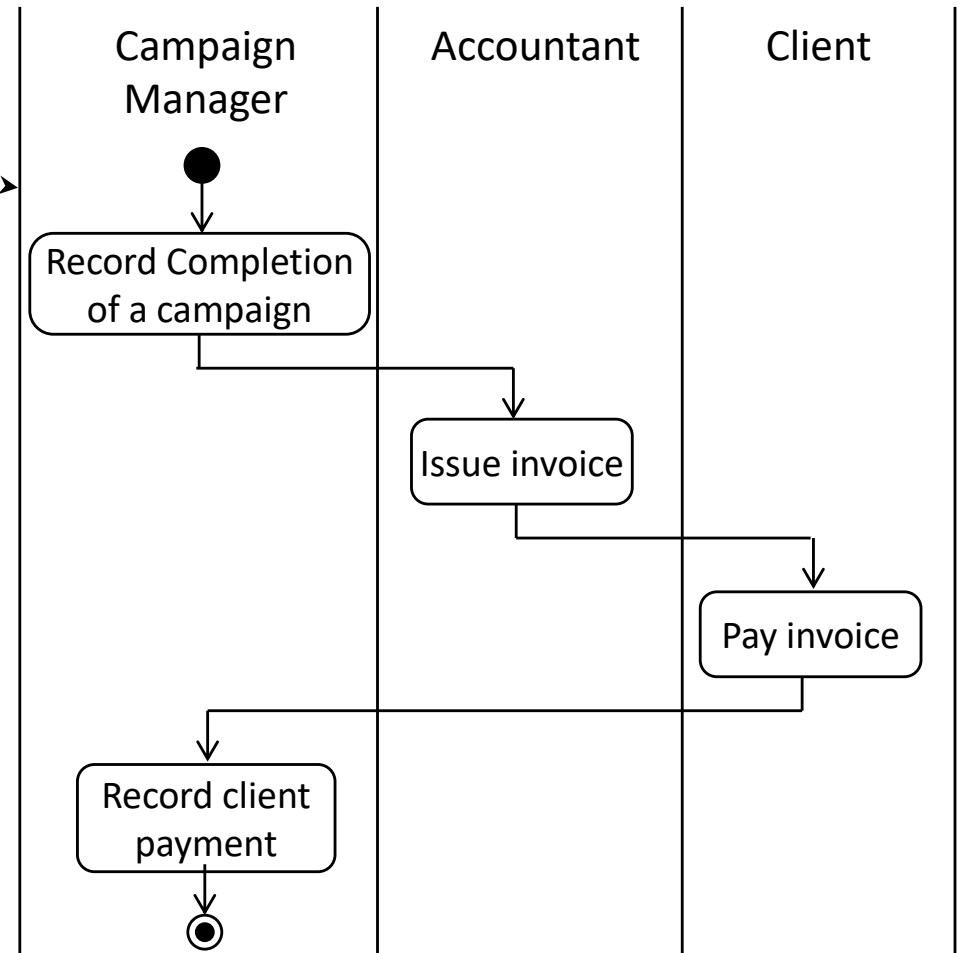 Campaign
Manager
Accountant
Client
Record Completion
of a campaign
Issue invoice
Pay invoice
Record client
payment